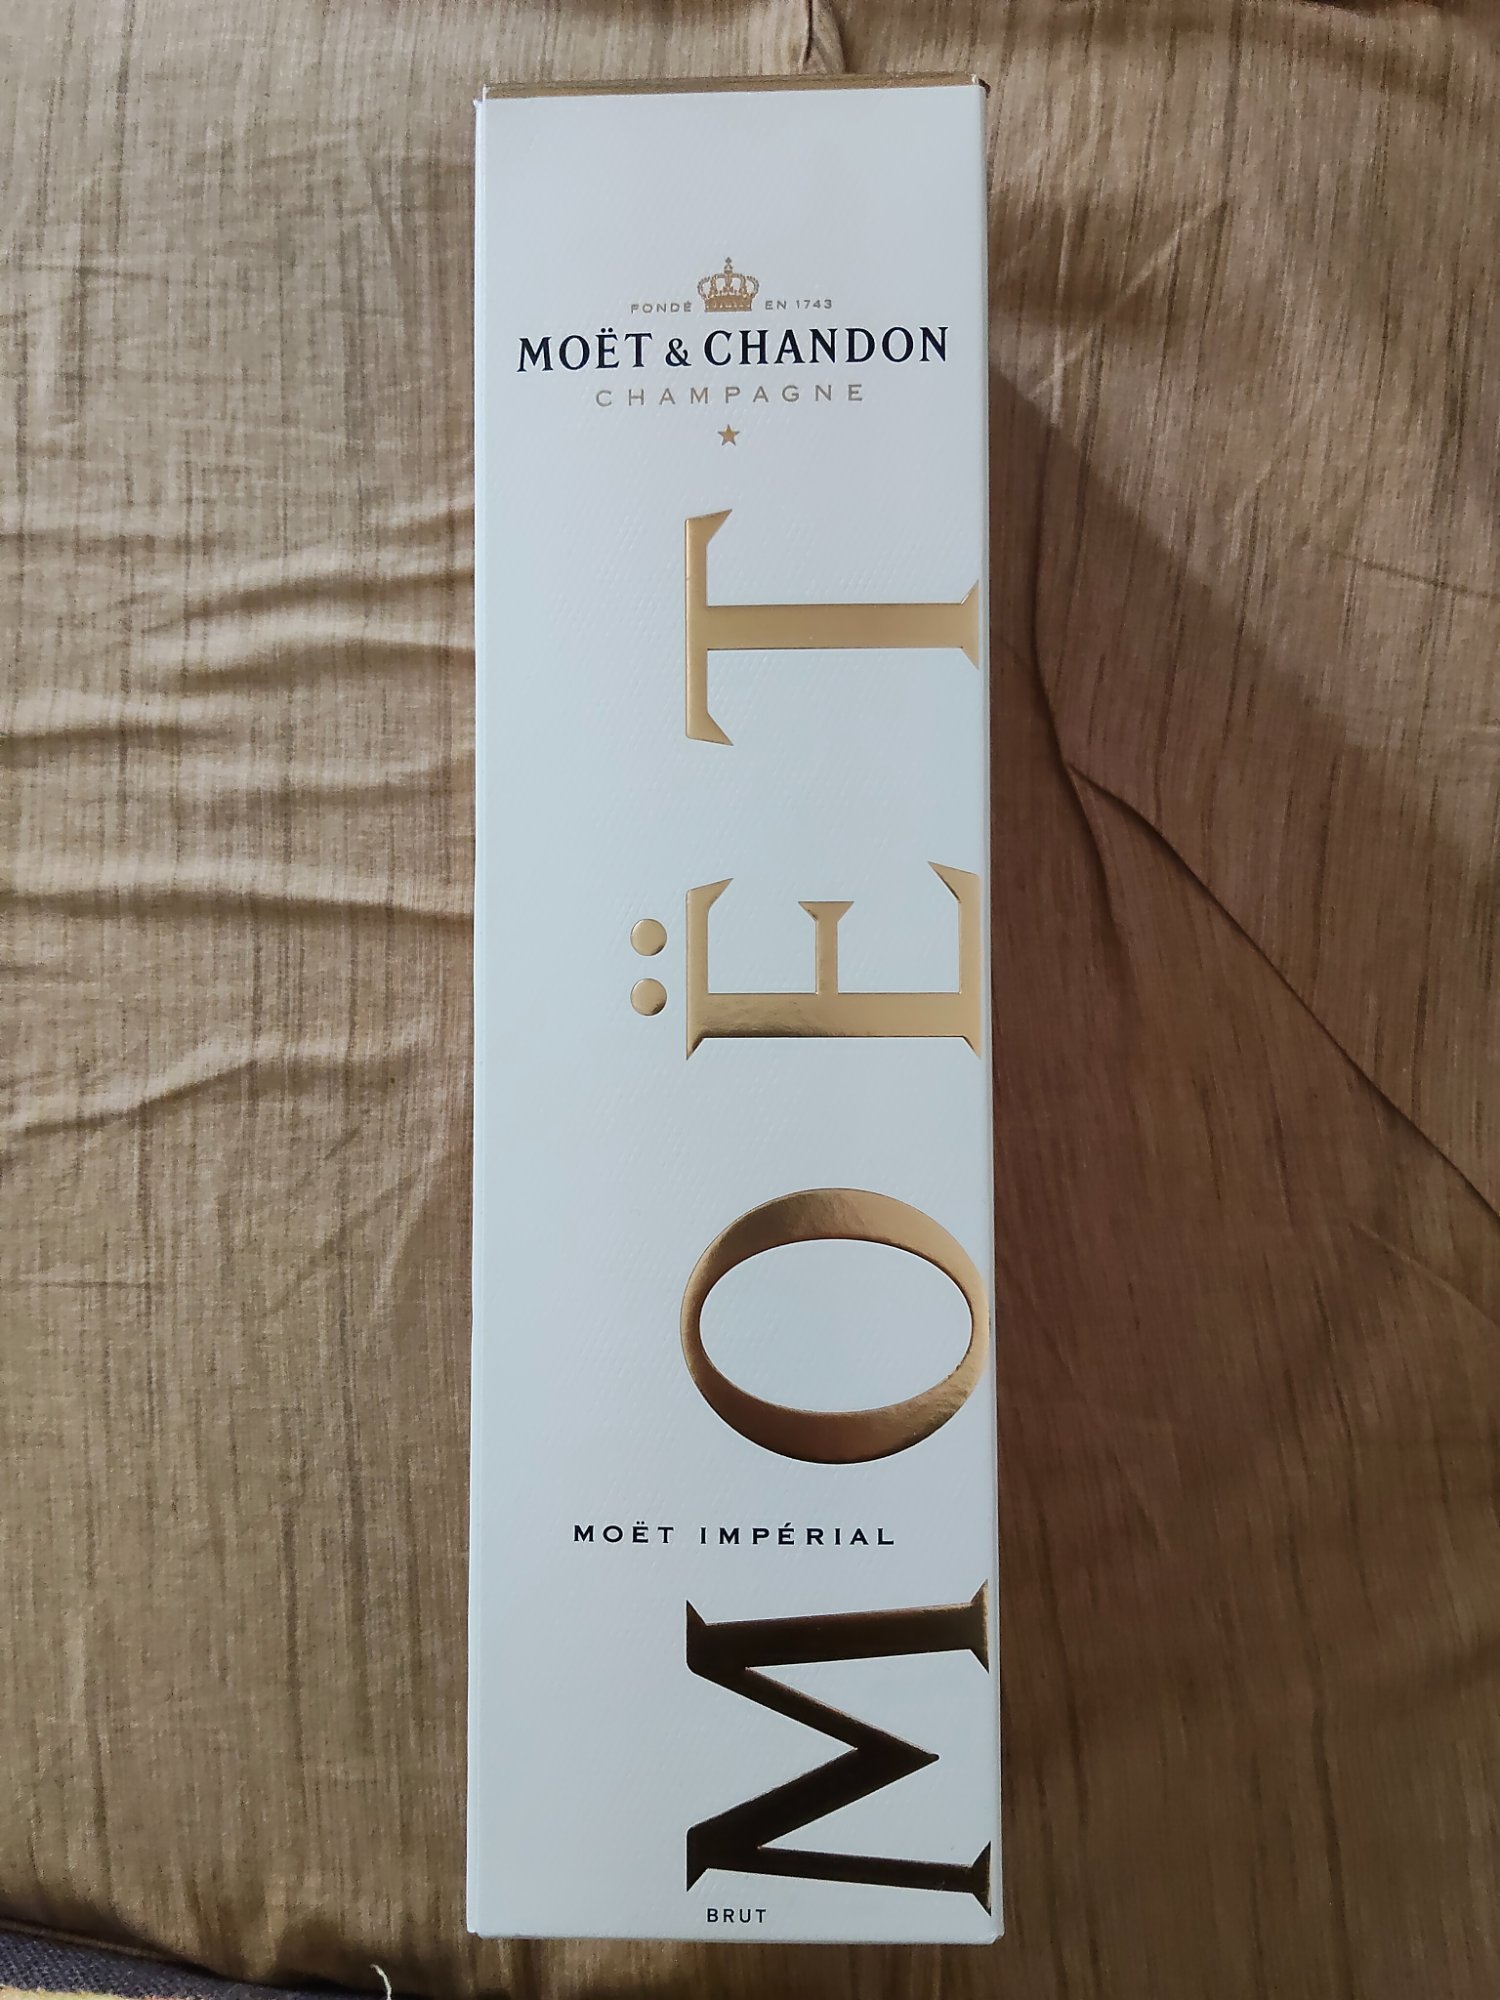 FONDÉ EN 1743
MOËT & CHANDON
CHAMPAGNE
MOËT
MOËT IMPÉRIAL
BRUT